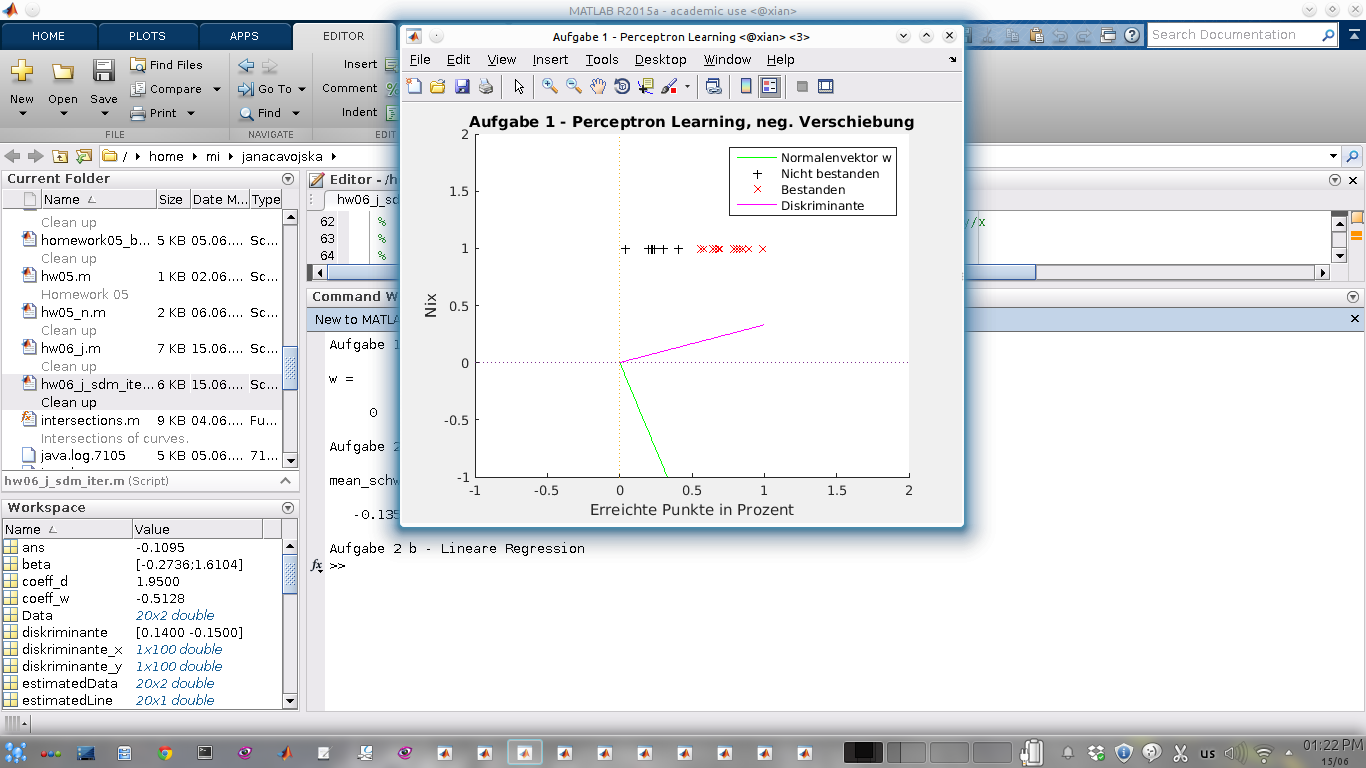 MATLAB R2015a - academic use <@xian>
HOME PLOTS APPS EDITOR
Search Documentation
New Open Save
Find Files
Compare
Print
Go To
Find
Insert
Comment
Indent
FILE NAVIGATE EDIT
/ home mi janacavojska
Current Folder
Name Size Date M... Type
Clean up
homework05_b... 5 KB 05.06.... Sc...
Clean up
hw05.m 1 KB 02.06.... Sc...
Homework 05
hw05_n.m 2 KB 06.06.... Sc...
Clean up
hw06_j.m 7 KB 15.06.... Sc...
Clean up
hw06_j_sdm_ite... 6 KB 15.06.... Sc...
Clean up
intersections.m 9 KB 04.06.... Fu...
Intersections of curves.
java.log.7105 5 KB 05.06.... 71...
hw06_j_sdm_iter.m (Script)
Workspace
Name Value
ans -0.1095
beta [-0.2736;1.6104]
coeff_d 1.9500
coeff_w -0.5128
Data 20x2 double
diskriminante [0.1400 -0.1500]
diskriminante_x 1x100 double
diskriminante_y 1x100 double
estimatedData 20x2 double
estimatedLine 20x1 double
Editor - /h
hw06_j_s
62 % //x
63 %
64 %
Command W
New to MATLA
Aufgabe 1
w =
0
Aufgabe 2
mean_schw
-0.135
Aufgabe 2 b - Lineare Regression
fx >>
Aufgabe 1 - Perceptron Learning <@xian> <3>
File Edit View Insert Tools Desktop Window Help
Aufgabe 1 - Perceptron Learning, neg. Verschiebung
Normalenvektor w
Nicht bestanden
Bestanden
Diskriminante
2
1.5
1
0.5
0
-0.5
-1
Nix
-1 -0.5 0 0.5 1 1.5 2
Erreichte Punkte in Prozent
us
01:22 PM
15/06